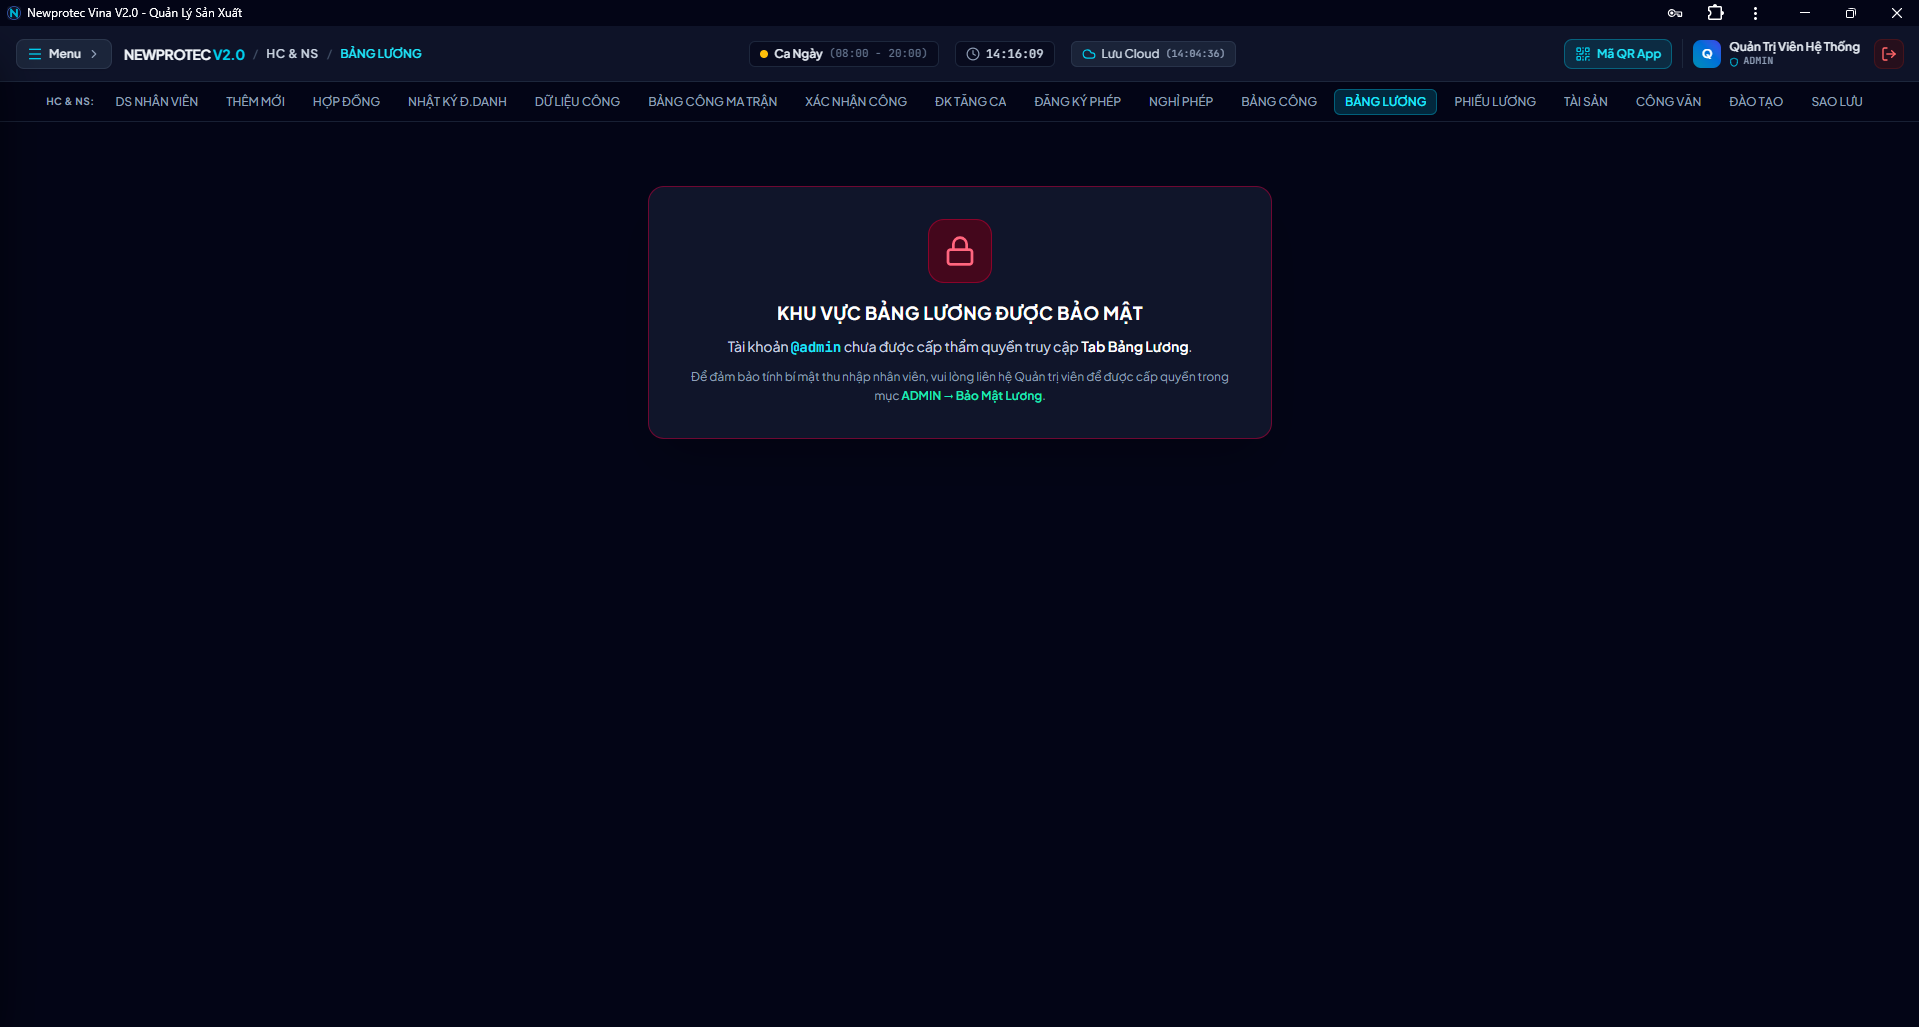 Newprotec Vina V2.0 - Quản Lý Sản Xuất
Menu NEWPROTEC V2.0 / HC & NS / BẢNG LƯƠNG Ca Ngày (08:00 - 20:00) 14:16:09 Lưu Cloud (14:04:36) Mã QR App Q Quản Trị Viên Hệ Thống
ADMIN
HC & NS: DS NHÂN VIÊN THÊM MỚI HỢP ĐỒNG NHẬT KÝ Đ.DANH DỮ LIỆU CÔNG BẢNG CÔNG MA TRẬN XÁC NHẬN CÔNG ĐK TĂNG CA ĐĂNG KÝ PHÉP NGHỈ PHÉP BẢNG CÔNG BẢNG LƯƠNG PHIẾU LƯƠNG TÀI SẢN CÔNG VĂN ĐÀO TẠO SAO LƯU
KHU VỰC BẢNG LƯƠNG ĐƯỢC BẢO MẬT
Tài khoản @admin chưa được cấp thẩm quyền truy cập Tab Bảng Lương.
Để đảm bảo tính bí mật thu nhập nhân viên, vui lòng liên hệ Quản trị viên để được cấp quyền trong
mục ADMIN → Bảo Mật Lương.